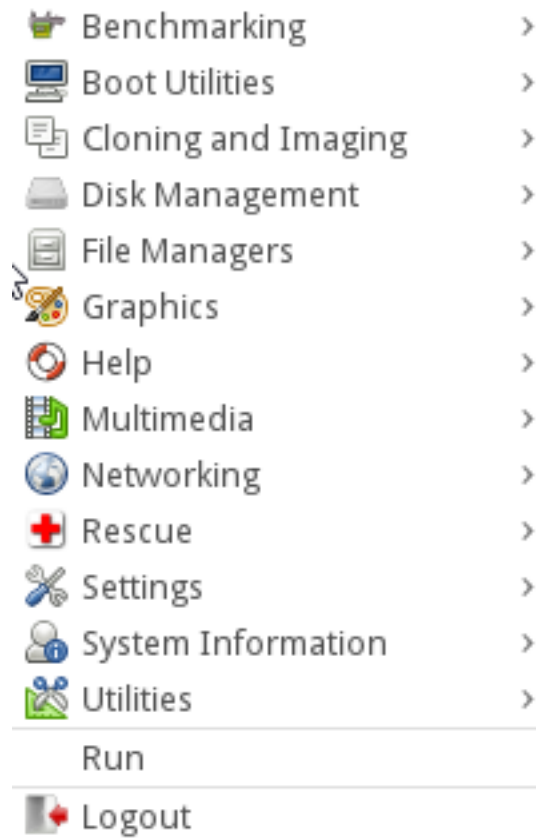 Benchmarking
Boot Utilities
Cloning and Imaging
Disk Management
File Managers
Graphics
Help
Multimedia
Networking
Rescue
Settings
System Information
Utilities
Run
Logout